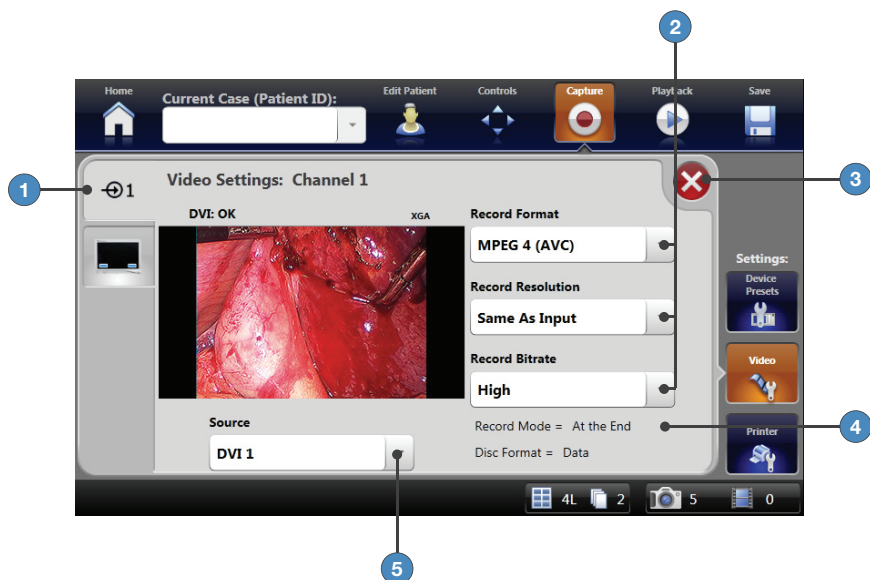 2
Home
Edit Patient
Controls
Capture
Playback
Save
Current Case (Patient ID):
1
1
Video Settings: Channel 1
3
DVI: OK
XGA
Record Format
MPEG 4 (AVC)
Settings:
Device
Presets
Record Resolution
Same As Input
Record Bitrate
Video
High
Source
Record Mode = At the End
4
Printer
DVI 1
Disc Format = Data
4L
2
5
0
5